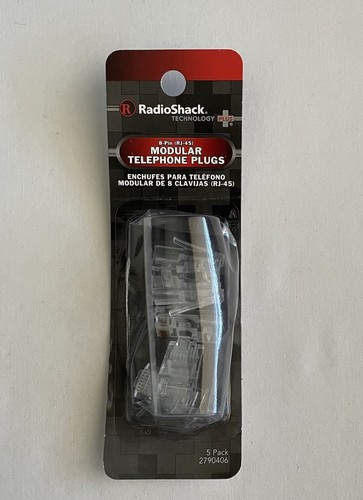 R RadioShack®
TECHNOLOGY PLUS®
8-Pin (RJ-45)
MODULAR
TELEPHONE PLUGS
ENCHUFES PARA TELÉFONO
MODULAR DE 8 CLAVIJAS (RJ-45)
5 Pack
2790406